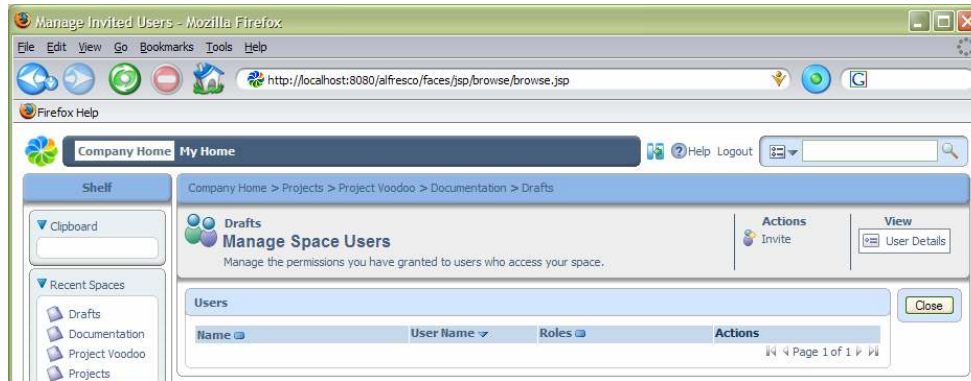 Manage Invited Users - Mozilla Firefox
File Edit View Go Bookmarks Tools Help
http://localhost:8080/alfresco/faces/jsp/browse/browse.jsp
G
Firefox Help
Company Home My Home
Help Logout
Shelf
Company Home > Projects > Project Voodoo > Documentation > Drafts
Clipboard
Drafts
Manage Space Users
Manage the permissions you have granted to users who access your space.
Actions
Invite
View
User Details
Recent Spaces
Drafts
Documentation
Project Voodoo
Projects
Users
Close
Name User Name Roles Actions
Page 1 of 1